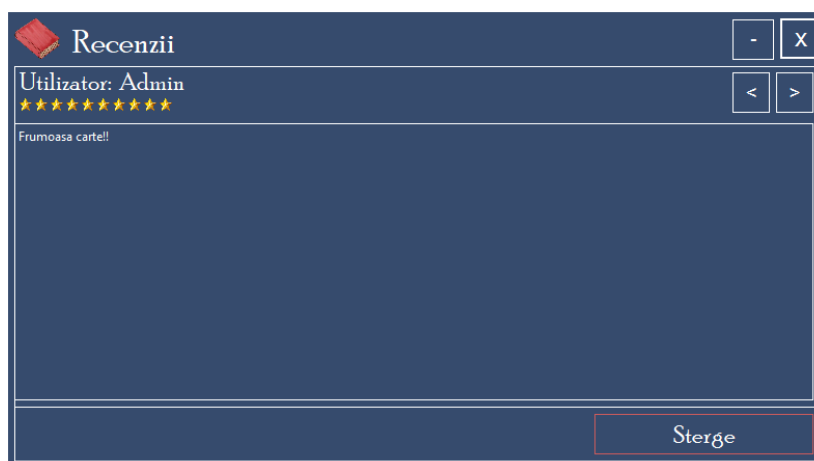 Recenzii
-
X
Utilizator: Admin
<
>
Frumoasa carte!!
Sterge